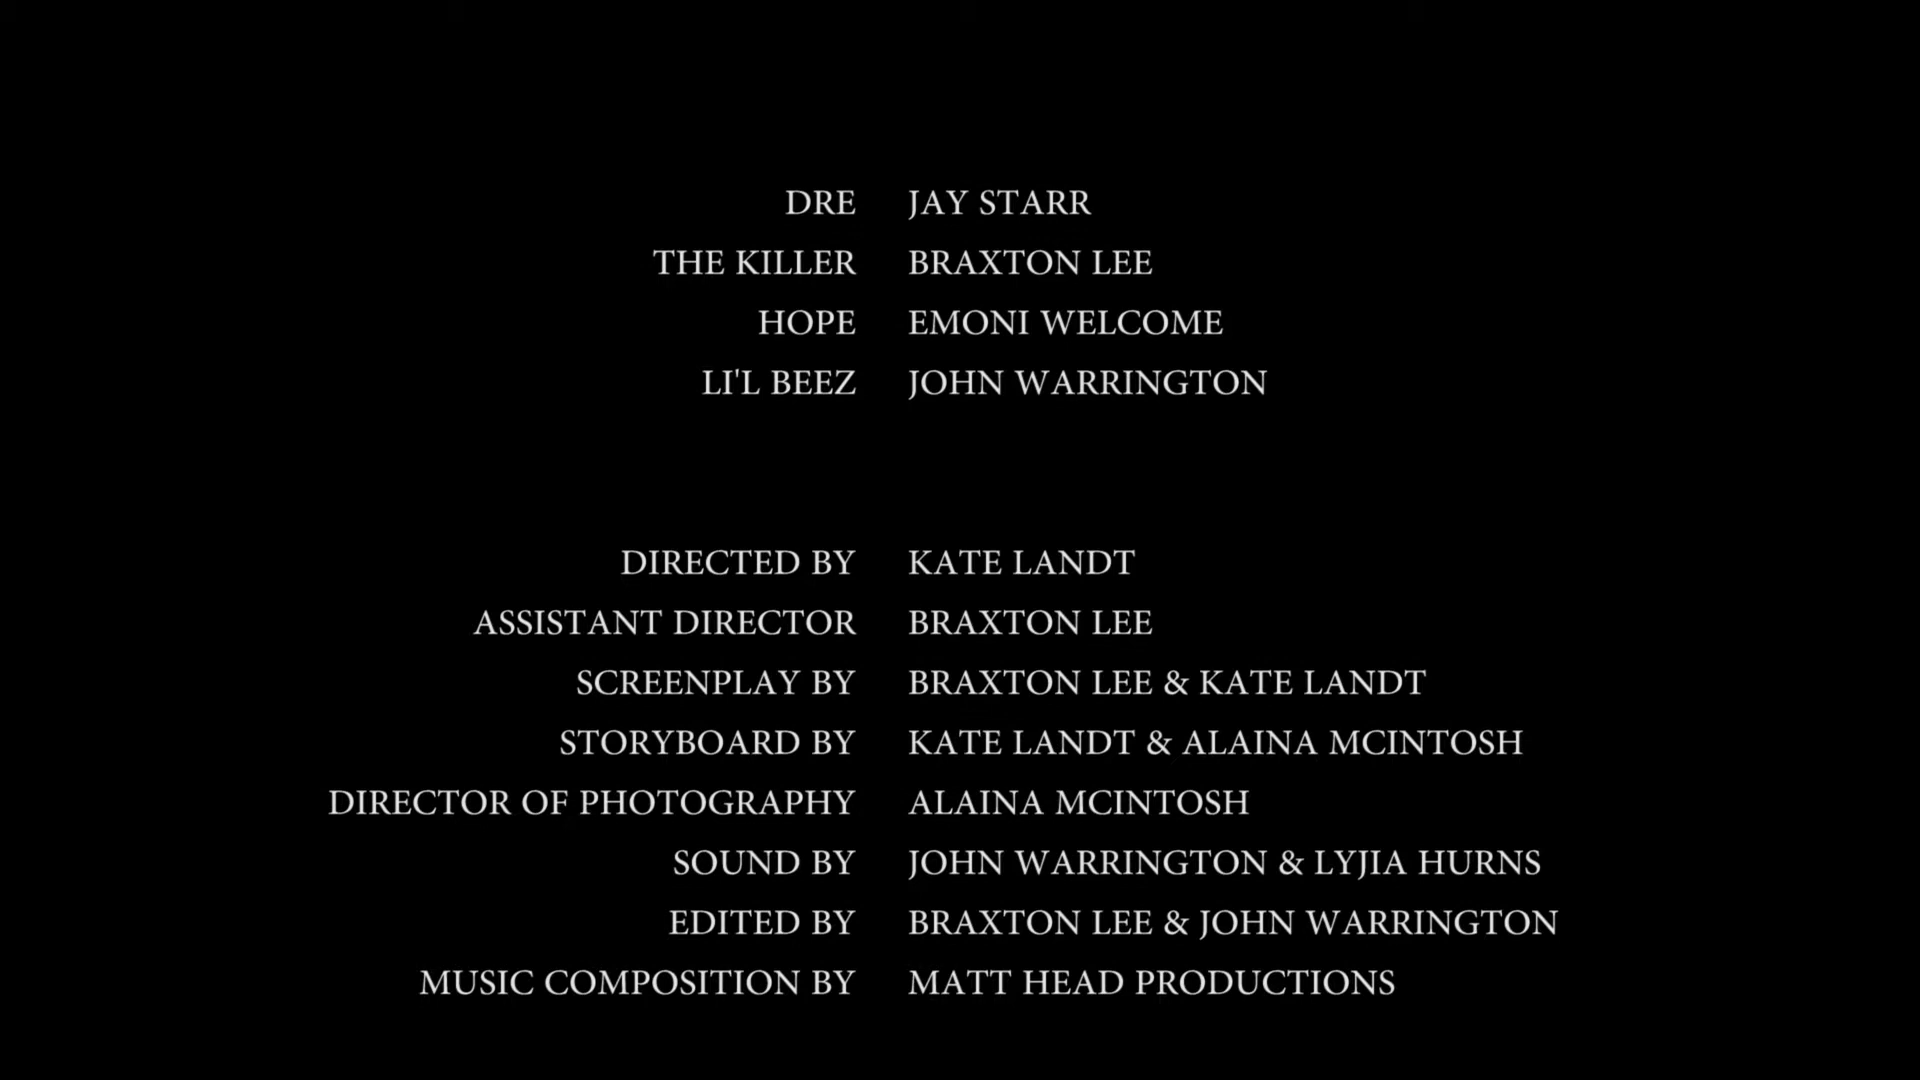 DRE JAY STARR
THE KILLER BRAXTON LEE
HOPE EMONI WELCOME
LI'L BEEZ JOHN WARRINGTON
DIRECTED BY KATE LANDT
ASSISTANT DIRECTOR BRAXTON LEE
SCREENPLAY BY BRAXTON LEE & KATE LANDT
STORYBOARD BY KATE LANDT & ALAINA MCINTOSH
DIRECTOR OF PHOTOGRAPHY ALAINA MCINTOSH
SOUND BY JOHN WARRINGTON & LYJIA HURNS
EDITED BY BRAXTON LEE & JOHN WARRINGTON
MUSIC COMPOSITION BY MATT HEAD PRODUCTIONS